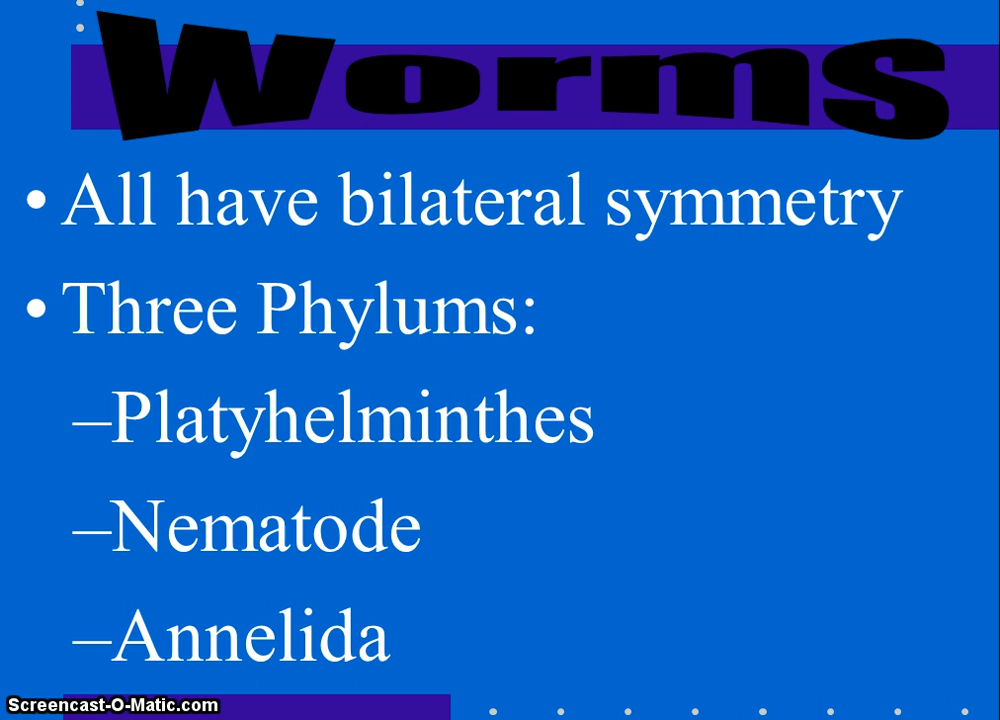 Worms
• All have bilateral symmetry
• Three Phylums:
–Platyhelminthes
–Nematode
–Annelida
Screencast-O-Matic.com